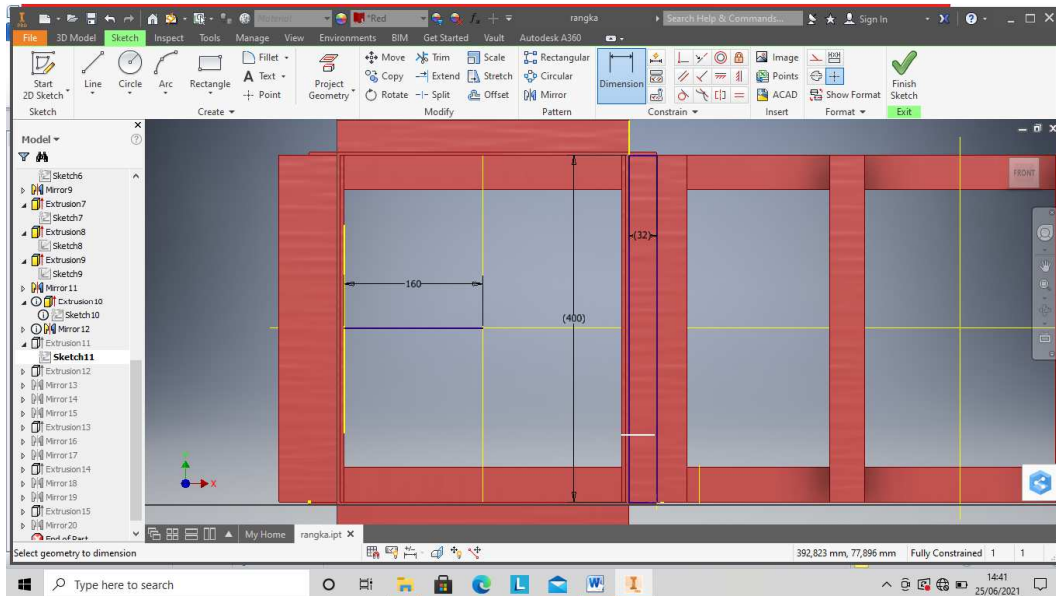 Material
*Red
rangka
Search Help & Commands...
Sign In
File 3D Model Sketch Inspect Tools Manage View Environments BIM Get Started Vault Autodesk A360
Start
2D Sketch
Line
Circle
Arc
Rectangle
Fillet
Text
Point
Project
Geometry
Move
Copy
Rotate
Trim
Extend
Split
Scale
Stretch
Offset
Rectangular
Circular
Mirror
Dimension
Image
Points
ACAD
Show Format
Finish
Sketch
Sketch Create Modify Pattern Constrain Insert Format Exit
Model
Sketch6
Mirror9
Extrusion7
Sketch7
Extrusion8
Sketch8
Extrusion9
Sketch9
Mirror11
Extrusion10
Sketch10
Mirror12
Extrusion11
Sketch11
Extrusion12
Mirror13
Mirror14
Mirror15
Extrusion13
Mirror16
Mirror17
Extrusion14
Mirror18
Mirror19
Extrusion15
Mirror20
End of Part
FRONT
(32)
160
(400)
Y
X
My Home rangka.ipt
Select geometry to dimension
392,823 mm, 77,896 mm Fully Constrained 1 1
Type here to search
14:41
25/06/2021